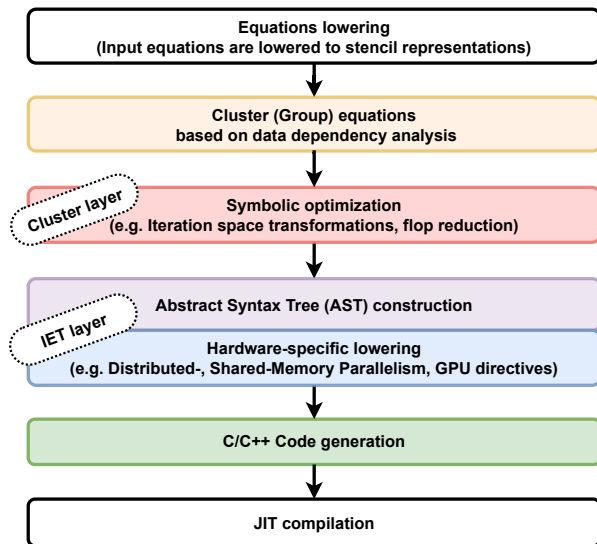 Equations lowering
(Input equations are lowered to stencil representations)
Cluster (Group) equations
based on data dependency analysis
Cluster layer
Symbolic optimization
(e.g. Iteration space transformations, flop reduction)
Abstract Syntax Tree (AST) construction
IET layer
Hardware-specific lowering
(e.g. Distributed-, Shared-Memory Parallelism, GPU directives)
C/C++ Code generation
JIT compilation